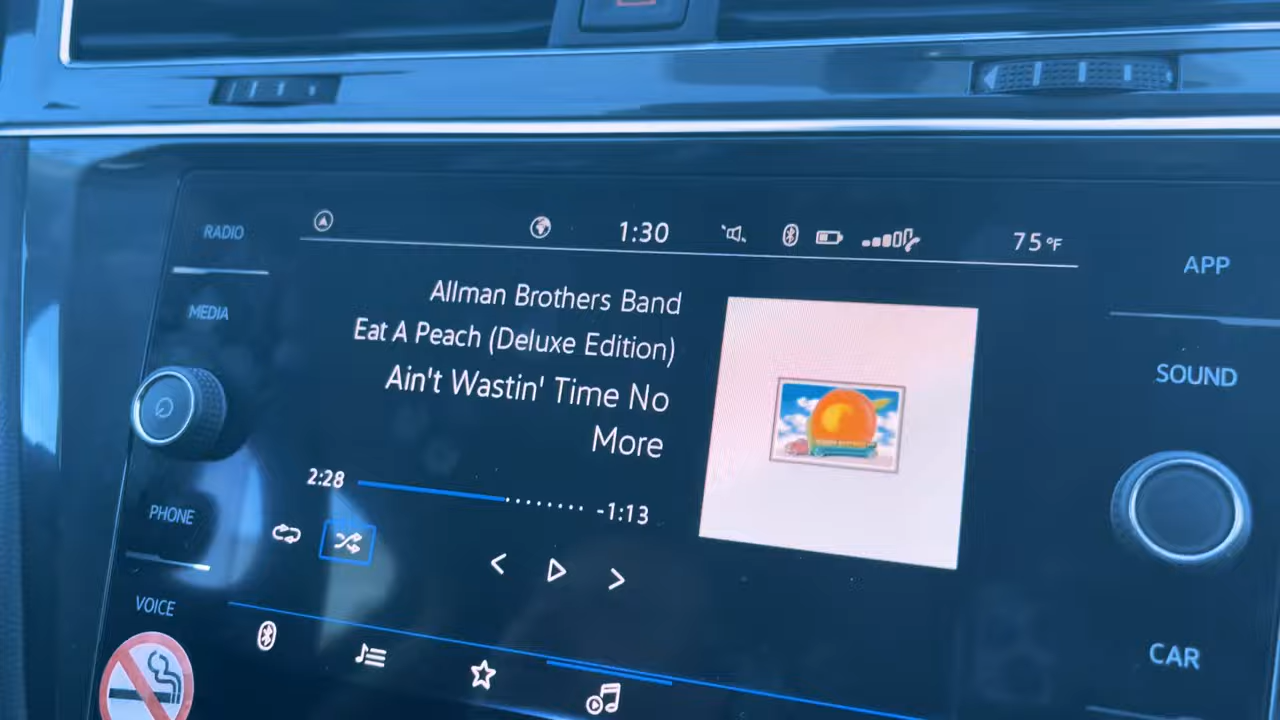 RADIO
1:30
75°F
APP
MEDIA
Allman Brothers Band
Eat A Peach (Deluxe Edition)
Ain't Wastin' Time No
More
SOUND
2:28
-1:13
PHONE
VOICE
CAR